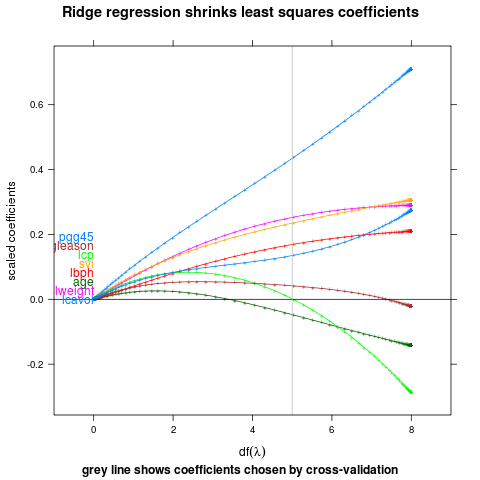 Ridge regression shrinks least squares coefficients
scaled coefficients
0.6
0.4
0.2
0.0
-0.2
pgg45
gleason
lcp
svi
lbph
age
lweight
lcavol
0 2 4 6 8
df(λ)
grey line shows coefficients chosen by cross-validation